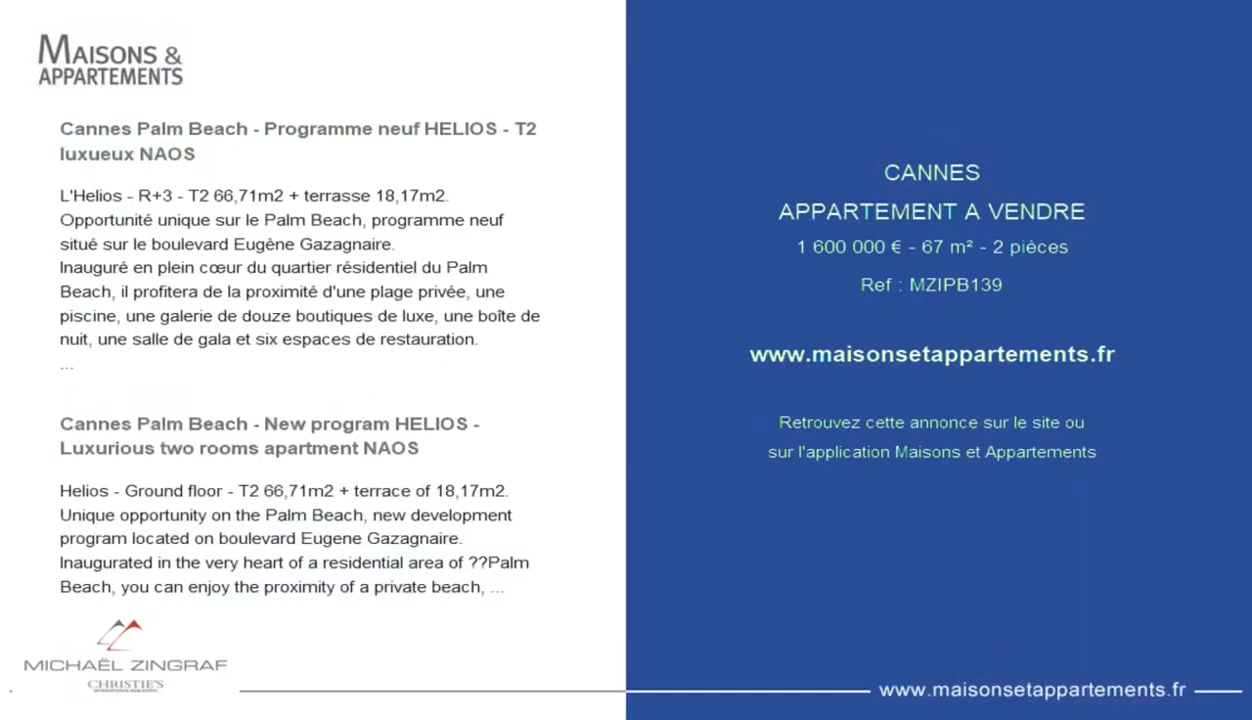 MAISONS &
APPARTEMENTS
Cannes Palm Beach - Programme neuf HELIOS - T2
luxueux NAOS
L'Helios - R+3 - T2 66,71m2 + terrasse 18,17m2.
Opportunité unique sur le Palm Beach, programme neuf
situé sur le boulevard Eugène Gazagnaire.
Inauguré en plein cœur du quartier résidentiel du Palm
Beach, il profitera de la proximité d'une plage privée, une
piscine, une galerie de douze boutiques de luxe, une boîte de
nuit, une salle de gala et six espaces de restauration.
...
Cannes Palm Beach - New program HELIOS -
Luxurious two rooms apartment NAOS
Helios - Ground floor - T2 66,71m2 + terrace of 18,17m2.
Unique opportunity on the Palm Beach, new development
program located on boulevard Eugene Gazagnaire.
Inaugurated in the very heart of a residential area of ??Palm
Beach, you can enjoy the proximity of a private beach, ...
MICHAËL ZINGRAF
CHRISTIE'S
CANNES
APPARTEMENT A VENDRE
1 600 000 € - 67 m² - 2 pièces
Ref : MZIPB139
www.maisonsetappartements.fr
Retrouvez cette annonce sur le site ou
sur l'application Maisons et Appartements
www.maisonsetappartements.fr